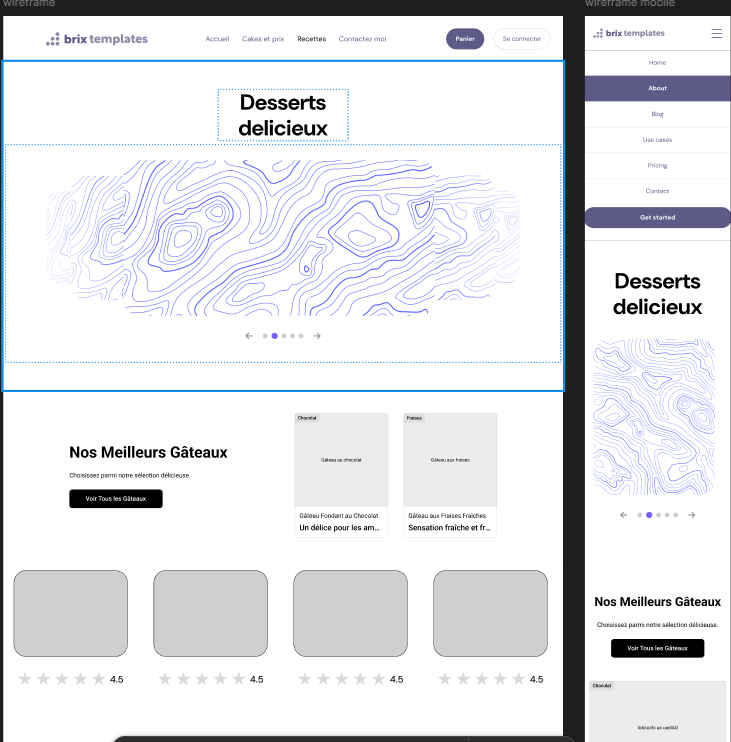 wireframe
brix templates
Accueil
Cakes et prix
Recettes
Contactez moi
Panier
Se connecter
Desserts
delicieux
Nos Meilleurs Gâteaux
Choisissez parmi notre sélection délicieuse.
Voir Tous les Gâteaux
Chocolat
Gâteau au chocolat
Gâteau Fondant au Chocolat
Un délice pour les am...
Fraises
Gâteau aux fraises
Gâteau aux Fraises Fraîches
Sensation fraîche et fr...
4.5
4.5
4.5
4.5
wireframe mobile
brix templates
Home
About
Blog
Use cases
Pricing
Contact
Get started
Desserts
delicieux
Nos Meilleurs Gâteaux
Choisissez parmi notre sélection délicieuse.
Voir Tous les Gâteaux
Chocolat